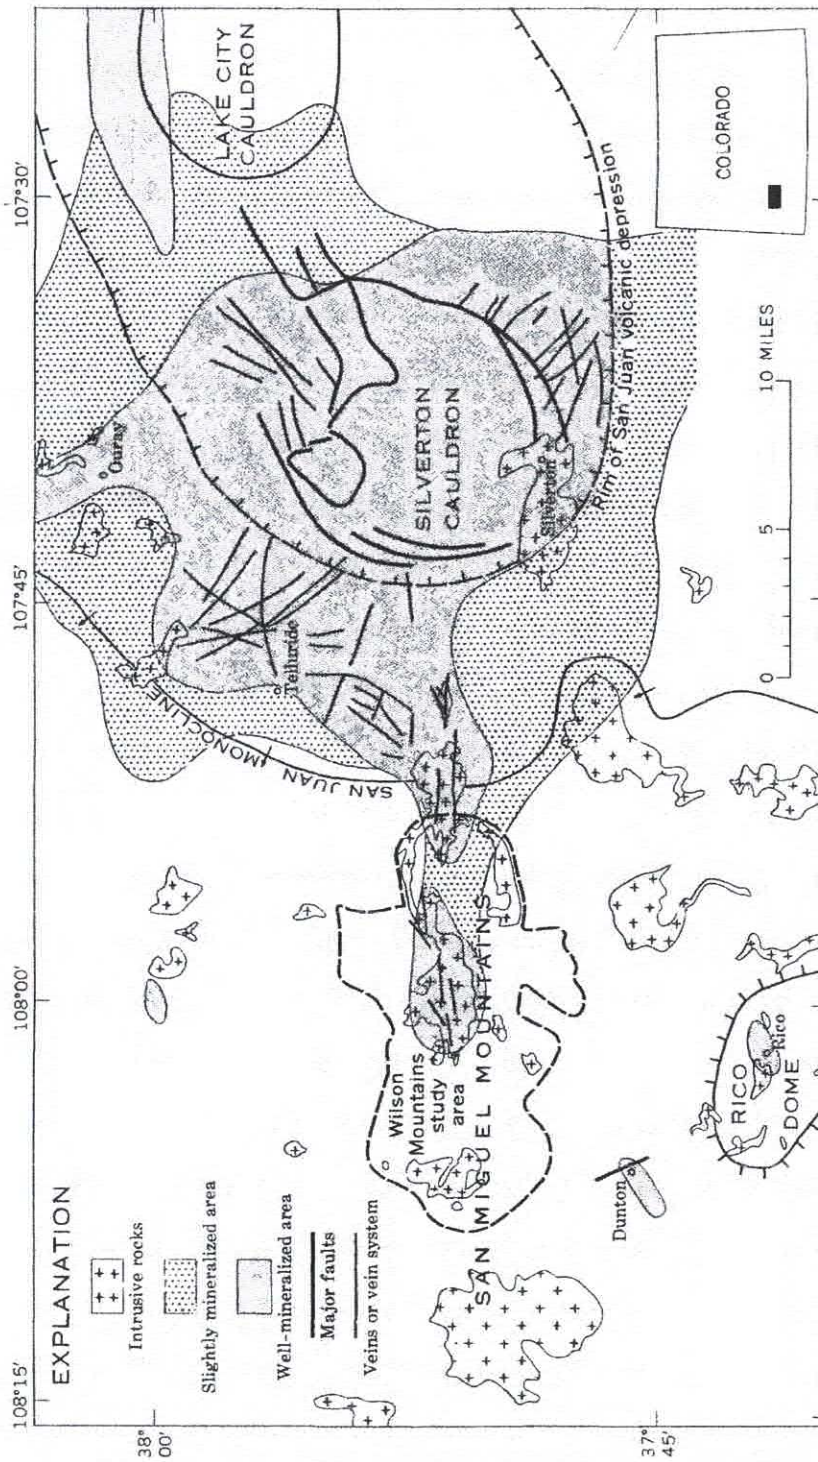 108°15'
108°00'
107°45'
107°30'
38°
00'
37°
45'
EXPLANATION
Intrusive rocks
Slightly mineralized area
Well-mineralized area
Major faults
Veins or vein system
SAN JUAN MONOCLINE
Telluride
Ouray
LAKE CITY
CAULDRON
SILVERTON
CAULDRON
Silverton
Rim of San Juan volcanic depression
Wilson
Mountains
study
area
SAN MIGUEL MOUNTAINS
Dunton
RICO
DOME
Rico
0 5 10 MILES
COLORADO